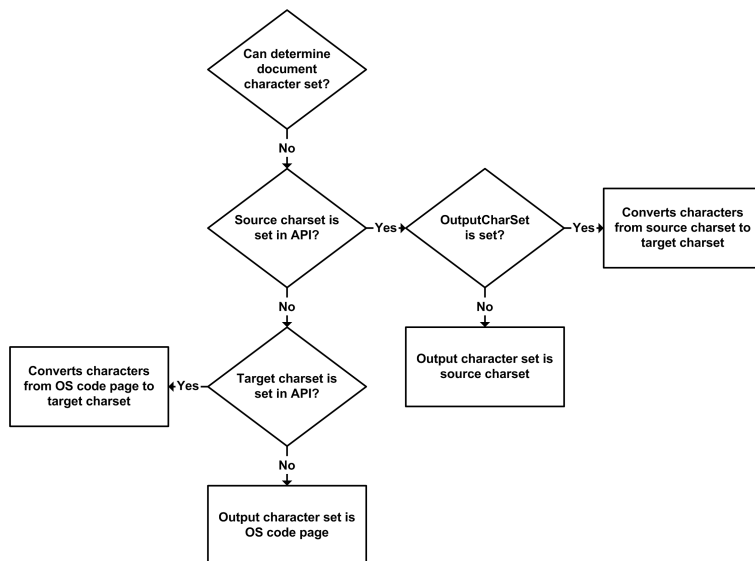 Can determine
document
character set?
No
Source charset is
set in API?
Yes
OutputCharSet
is set?
Yes
Converts characters
from source charset to
target charset
No
No
Output character set is
source charset
Converts characters
from OS code page to
target charset
Yes
Target charset is
set in API?
No
Output character set is
OS code page